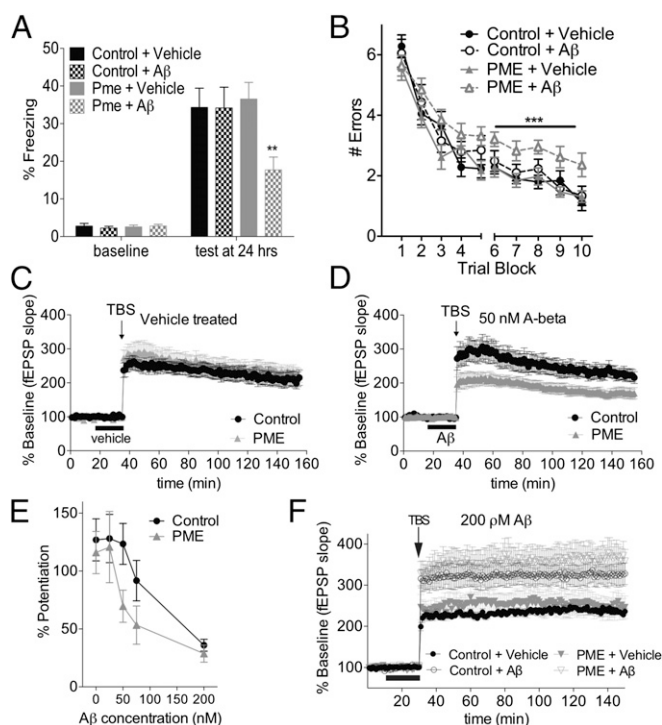 A
Control + Vehicle
Control + Aβ
Pme + Vehicle
Pme + Aβ
% Freezing
50
40
30
20
10
0
**
baseline
test at 24 hrs
B
Control + Vehicle
Control + Aβ
PME + Vehicle
PME + Aβ
# Errors
6
4
2
0
***
1 2 3 4 6 7 8 9 10
Trial Block
C
% Baseline (fEPSP slope)
400
300
200
100
0
TBS
Vehicle treated
Control
PME
vehicle
0 20 40 60 80 100 120 140 160
time (min)
D
% Baseline (fEPSP slope)
400
300
200
100
0
TBS
50 nM A-beta
Control
PME
Aβ
0 20 40 60 80 100 120 140 160
time (min)
E
% Potentiation
150
100
50
0
Control
PME
0 50 100 150 200
Aβ concentration (nM)
F
% Baseline (fEPSP slope)
400
300
200
100
TBS
200 pM Aβ
Control + Vehicle
PME + Vehicle
Control + Aβ
PME + Aβ
0 20 40 60 80 100 120 140
time (min)